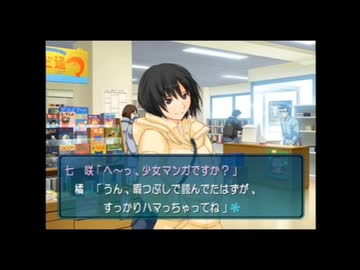 七　咲「へ～っ、少女マンガですか？」
橘　「うん、暇つぶしで読んでたはずが、
すっかりハマっちゃってね」